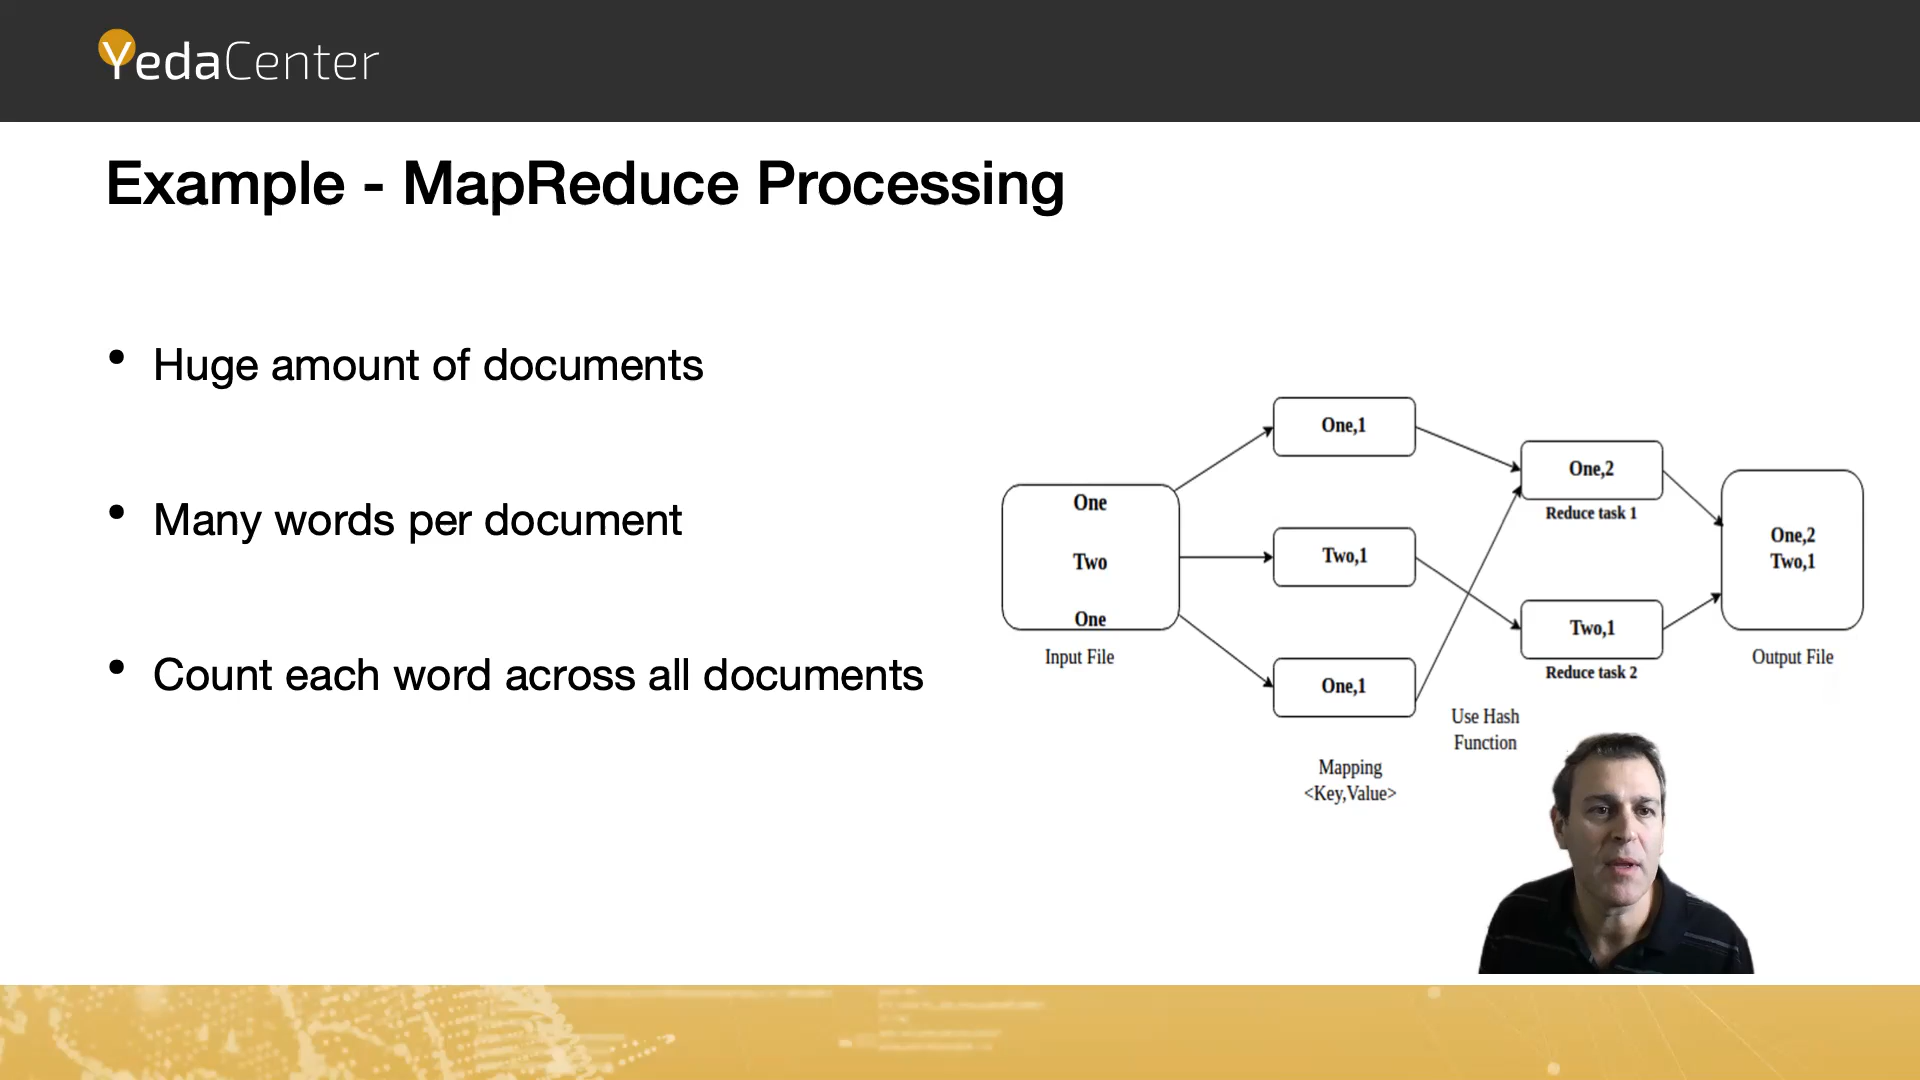 YedaCenter
Example - MapReduce Processing
• Huge amount of documents
• Many words per document
• Count each word across all documents
One
Two
One
Input File
One,1
Two,1
One,1
Mapping
<Key,Value>
Use Hash
Function
One,2
Reduce task 1
Two,1
Reduce task 2
One,2
Two,1
Output File